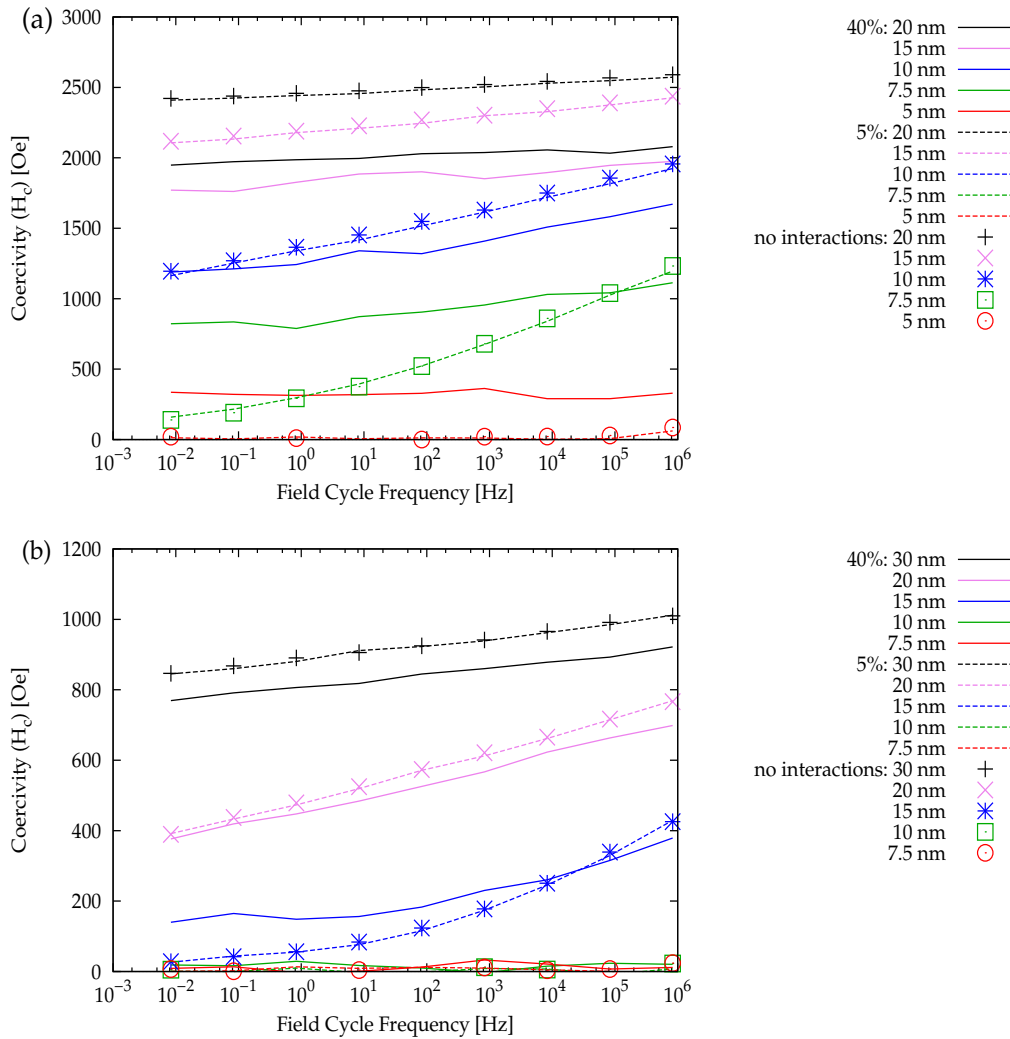 (a)
3000
2500
2000
1500
1000
500
0
Coercivity (H_c) [Oe]
10^-3 10^-2 10^-1 10^0 10^1 10^2 10^3 10^4 10^5 10^6
Field Cycle Frequency [Hz]
40%: 20 nm
15 nm
10 nm
7.5 nm
5 nm
5%: 20 nm
15 nm
10 nm
7.5 nm
5 nm
no interactions: 20 nm
15 nm
10 nm
7.5 nm
5 nm
(b)
1200
1000
800
600
400
200
0
Coercivity (H_c) [Oe]
10^-3 10^-2 10^-1 10^0 10^1 10^2 10^3 10^4 10^5 10^6
Field Cycle Frequency [Hz]
40%: 30 nm
20 nm
15 nm
10 nm
7.5 nm
5%: 30 nm
20 nm
15 nm
10 nm
7.5 nm
no interactions: 30 nm
20 nm
15 nm
10 nm
7.5 nm